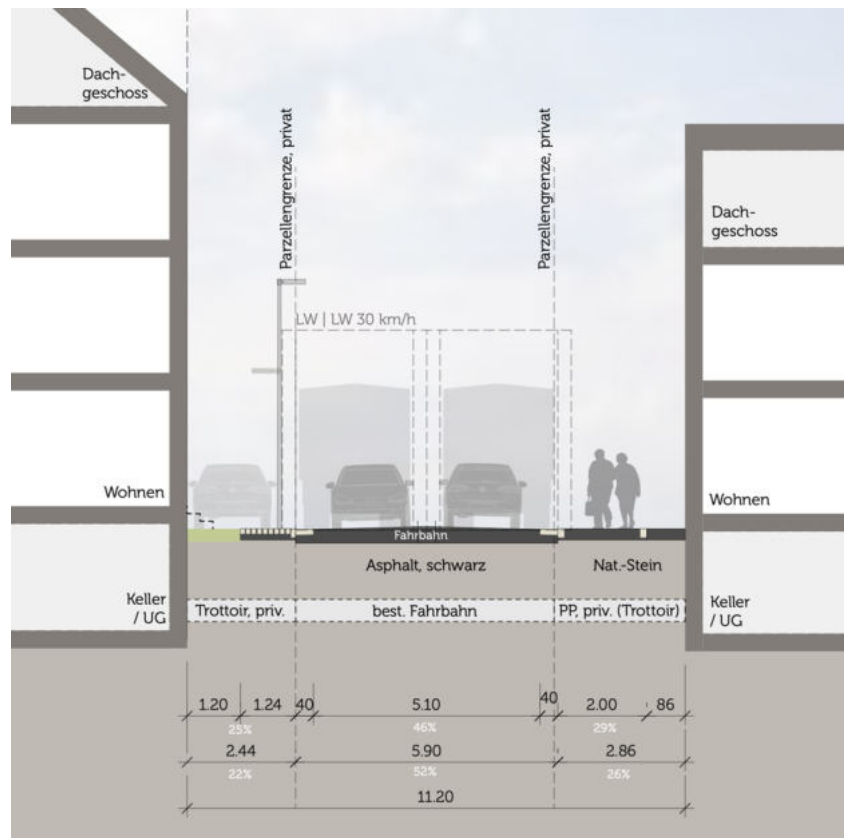 Dach-
geschoss
Parzellengrenze, privat
Parzellengrenze, privat
Dach-
geschoss
LW | LW 30 km/h
Wohnen
Wohnen
Fahrbahn
Asphalt, schwarz
Nat.-Stein
Keller
/ UG
Trottoir, priv.
best. Fahrbahn
PP, priv. (Trottoir)
Keller
/ UG
1.20 1.24 40 5.10 40 2.00 86
25% 46% 29%
2.44 5.90 2.86
22% 52% 26%
11.20